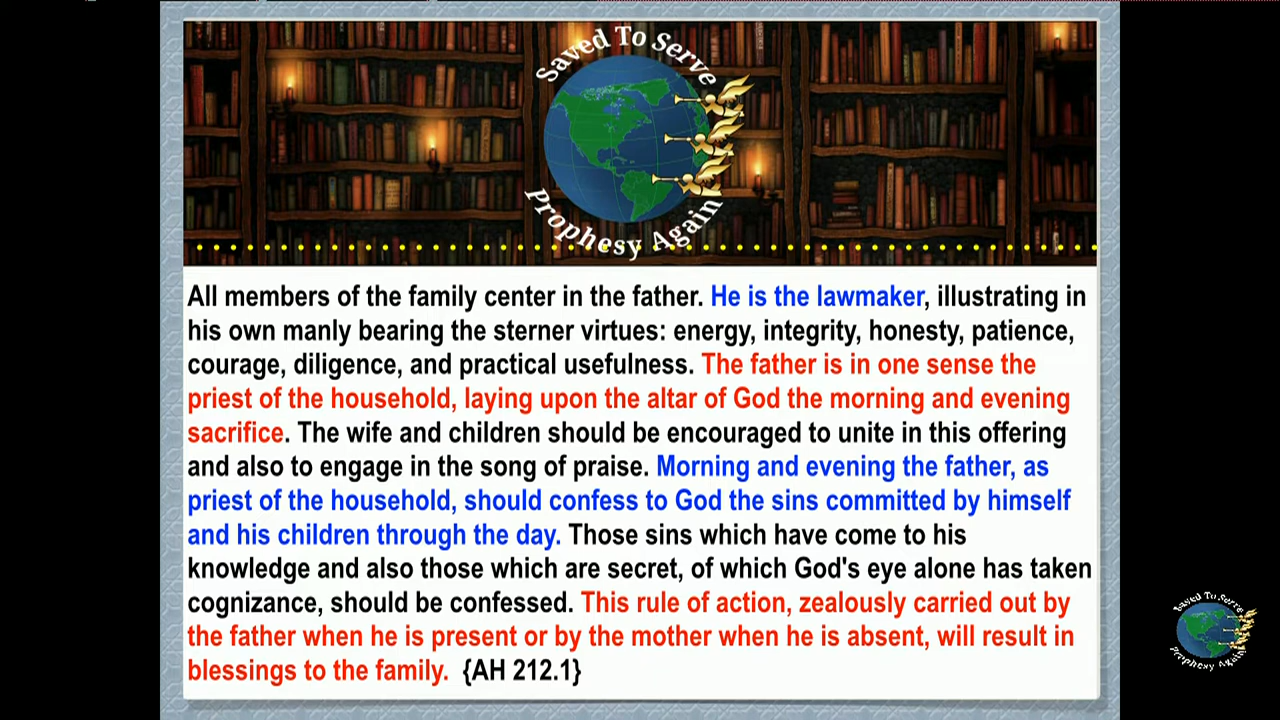 Saved To Serve
Prophesy Again
All members of the family center in the father. He is the lawmaker, illustrating in
his own manly bearing the sterner virtues: energy, integrity, honesty, patience,
courage, diligence, and practical usefulness. The father is in one sense the
priest of the household, laying upon the altar of God the morning and evening
sacrifice. The wife and children should be encouraged to unite in this offering
and also to engage in the song of praise. Morning and evening the father, as
priest of the household, should confess to God the sins committed by himself
and his children through the day. Those sins which have come to his
knowledge and also those which are secret, of which God's eye alone has taken
cognizance, should be confessed. This rule of action, zealously carried out by
the father when he is present or by the mother when he is absent, will result in
blessings to the family. {AH 212.1}
Saved To Serve
Prophesy Again